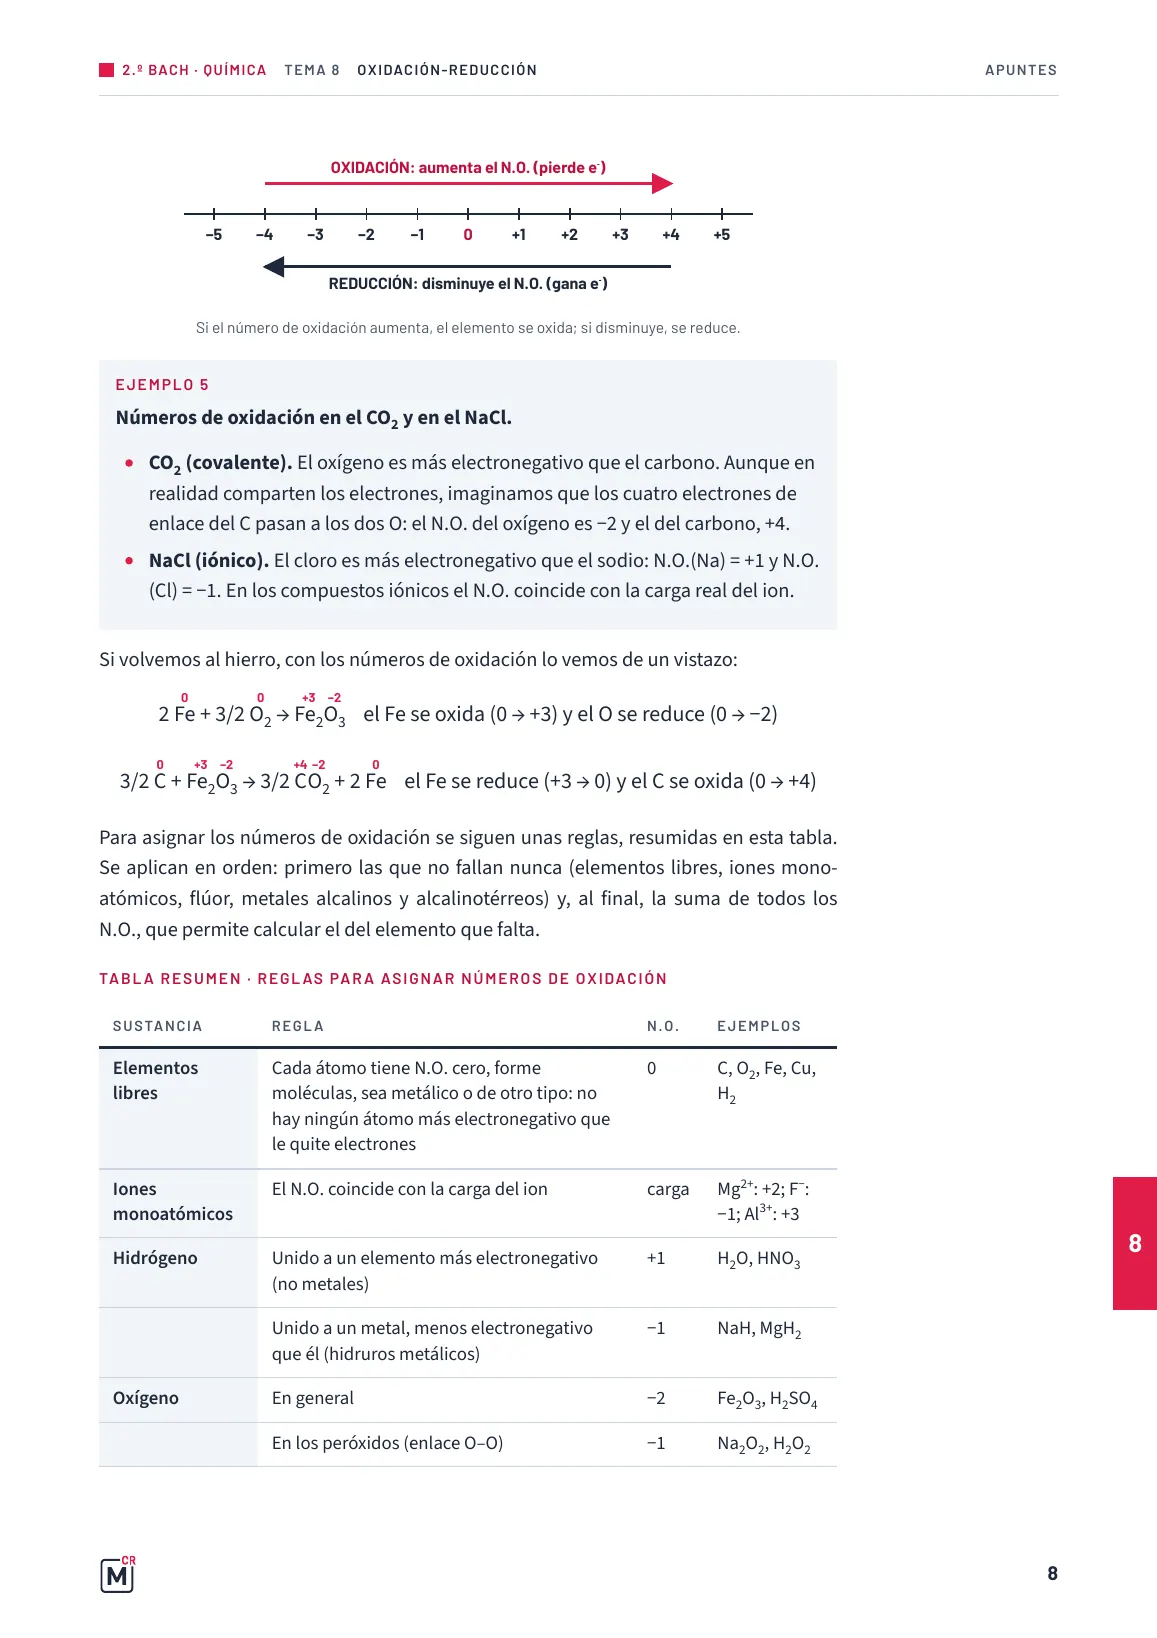 2.º BACH · QUÍMICA TEMA 8 OXIDACIÓN-REDUCCIÓN APUNTES
OXIDACIÓN: aumenta el N.O. (pierde e⁻)
−5 −4 −3 −2 −1 0 +1 +2 +3 +4 +5
REDUCCIÓN: disminuye el N.O. (gana e⁻)
Si el número de oxidación aumenta, el elemento se oxida; si disminuye, se reduce.
EJEMPLO 5
Números de oxidación en el CO₂ y en el NaCl.
• CO₂ (covalente). El oxígeno es más electronegativo que el carbono. Aunque en
realidad comparten los electrones, imaginamos que los cuatro electrones de
enlace del C pasan a los dos O: el N.O. del oxígeno es −2 y el del carbono, +4.
• NaCl (iónico). El cloro es más electronegativo que el sodio: N.O.(Na) = +1 y N.O.
(Cl) = −1. En los compuestos iónicos el N.O. coincide con la carga real del ion.
Si volvemos al hierro, con los números de oxidación lo vemos de un vistazo:
0 0 +3 −2
2 Fe + 3/2 O₂ → Fe₂O₃ el Fe se oxida (0 → +3) y el O se reduce (0 → −2)
0 +3 −2 +4 −2 0
3/2 C + Fe₂O₃ → 3/2 CO₂ + 2 Fe el Fe se reduce (+3 → 0) y el C se oxida (0 → +4)
Para asignar los números de oxidación se siguen unas reglas, resumidas en esta tabla.
Se aplican en orden: primero las que no fallan nunca (elementos libres, iones mono-
atómicos, flúor, metales alcalinos y alcalinotérreos) y, al final, la suma de todos los
N.O., que permite calcular el del elemento que falta.
TABLA RESUMEN · REGLAS PARA ASIGNAR NÚMEROS DE OXIDACIÓN
SUSTANCIA REGLA N.O. EJEMPLOS
Elementos Cada átomo tiene N.O. cero, forme 0 C, O₂, Fe, Cu,
libres moléculas, sea metálico o de otro tipo: no H₂
hay ningún átomo más electronegativo que
le quite electrones
Iones El N.O. coincide con la carga del ion carga Mg²⁺: +2; F⁻:
monoatómicos −1; Al³⁺: +3
Hidrógeno Unido a un elemento más electronegativo +1 H₂O, HNO₃
(no metales)
Unido a un metal, menos electronegativo −1 NaH, MgH₂
que él (hidruros metálicos)
Oxígeno En general −2 Fe₂O₃, H₂SO₄
En los peróxidos (enlace O–O) −1 Na₂O₂, H₂O₂
8
M CR
8